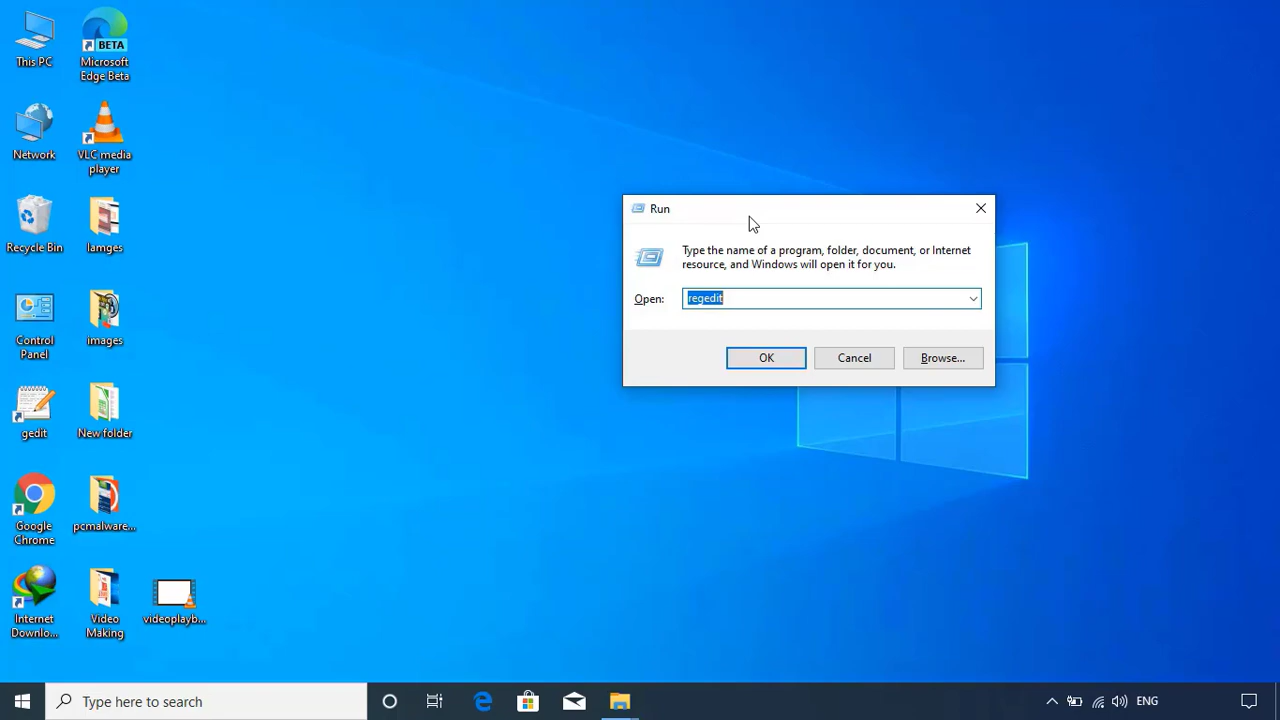 This PC
BETA
Microsoft
Edge Beta
Network
VLC media
player
Recycle Bin
Iamges
Control
Panel
images
gedit
New folder
Google
Chrome
pcmalware...
Internet
Downlo...
Video
Making
videoplayb...
Run
Type the name of a program, folder, document, or Internet
resource, and Windows will open it for you.
Open:
regedit
OK
Cancel
Browse...
Type here to search
ENG